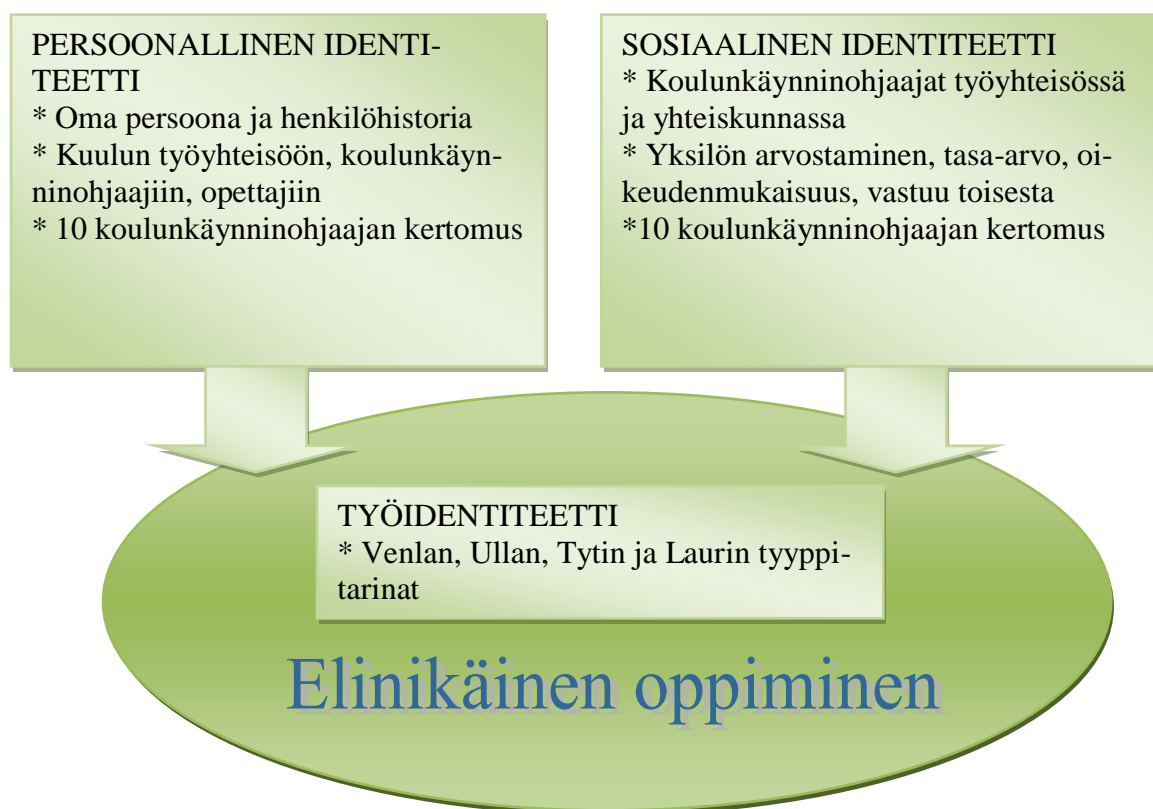 PERSOONALLINEN IDENTI-
TEETTI
* Oma persoona ja henkilöhistoria
* Kuulun työyhteisöön, koulunkäyn-
ninohjaajiin, opettajiin
* 10 koulunkäynninohjaajan kertomus
SOSIAALINEN IDENTITEETTI
* Koulunkäynninohjaajat työyhteisössä
ja yhteiskunnassa
* Yksilön arvostaminen, tasa-arvo, oi-
keudenmukaisuus, vastuu toisesta
*10 koulunkäynninohjaajan kertomus
TYÖIDENTITEETTI
* Venlan, Ullan, Tytin ja Laurin tyyppi-
tarinat
Elinikäinen oppiminen